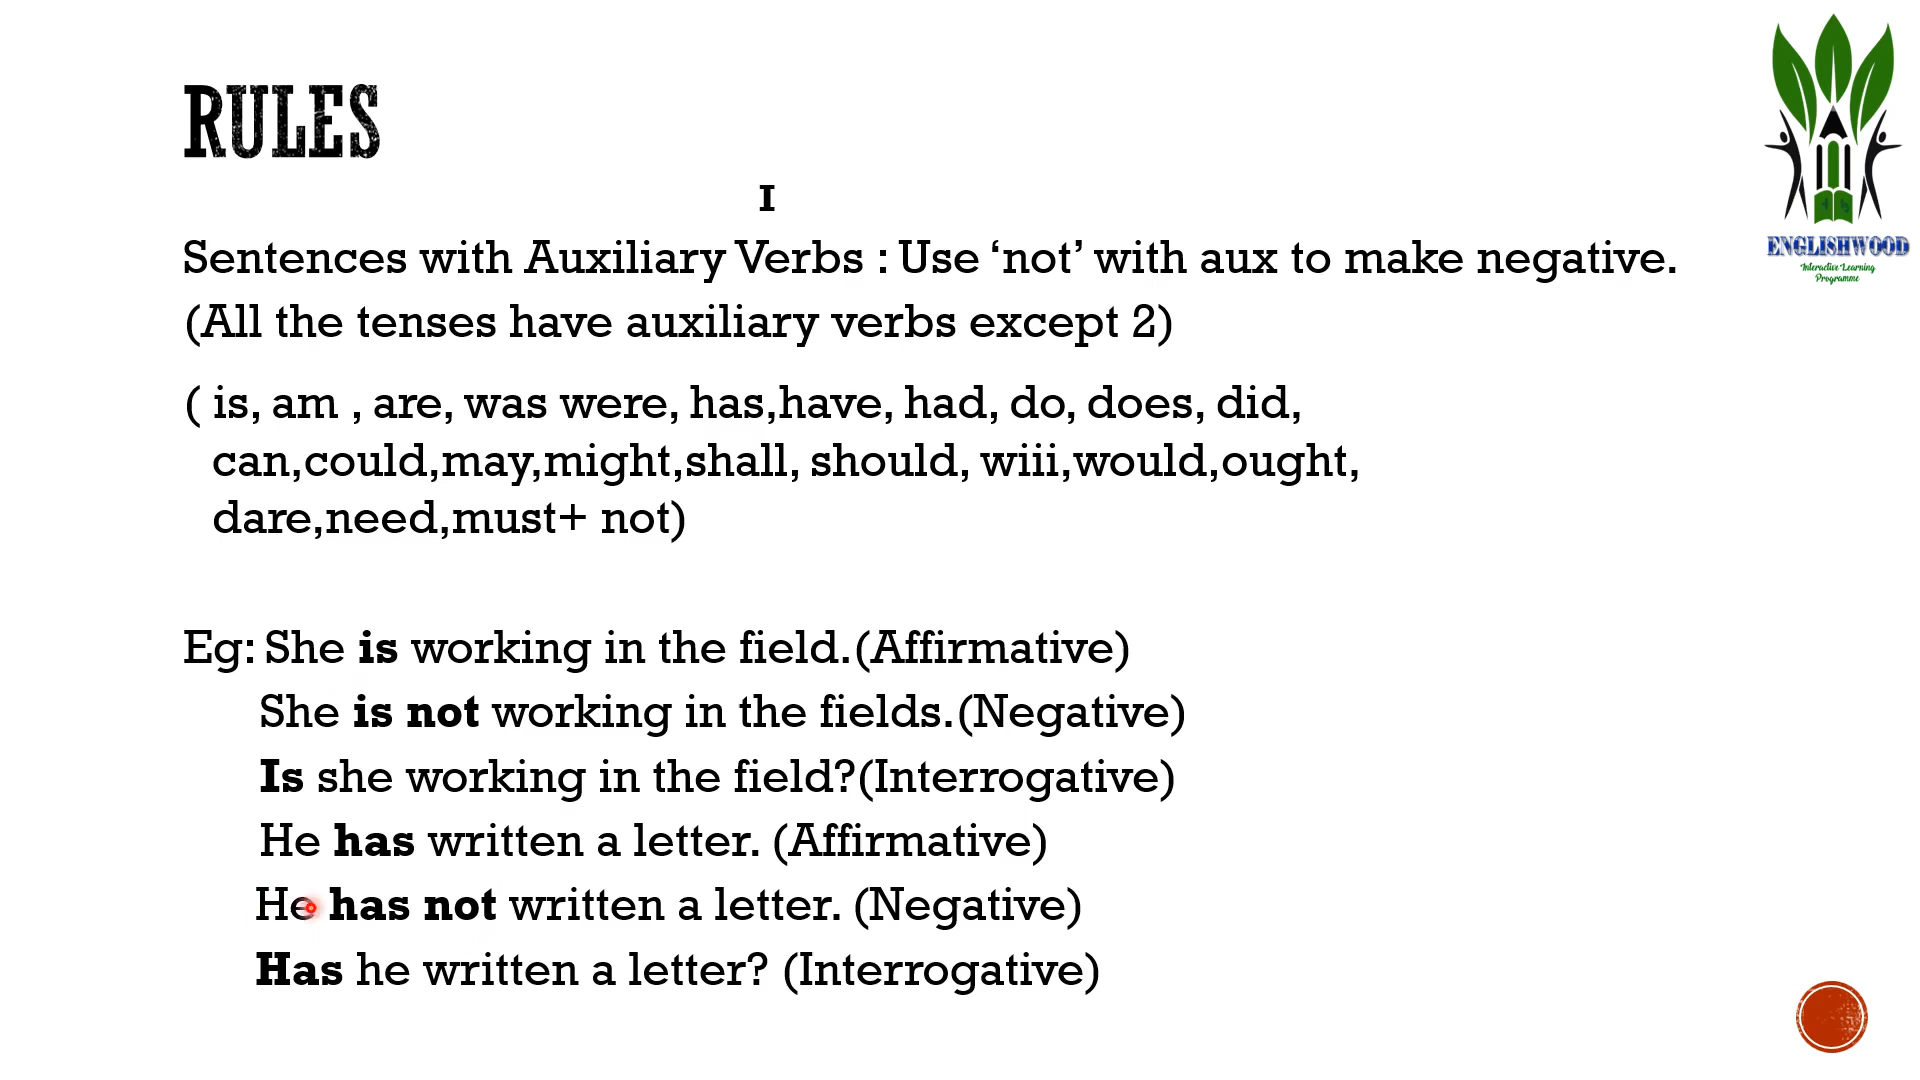 RULES
I
Sentences with Auxiliary Verbs : Use ‘not’ with aux to make negative.
(All the tenses have auxiliary verbs except 2)
( is, am , are, was were, has,have, had, do, does, did,
can,could,may,might,shall, should, wiii,would,ought,
dare,need,must+ not)
Eg: She is working in the field.(Affirmative)
She is not working in the fields.(Negative)
Is she working in the field?(Interrogative)
He has written a letter. (Affirmative)
He has not written a letter. (Negative)
Has he written a letter? (Interrogative)
ENGLISHWOOD
Interactive Learning
Programme